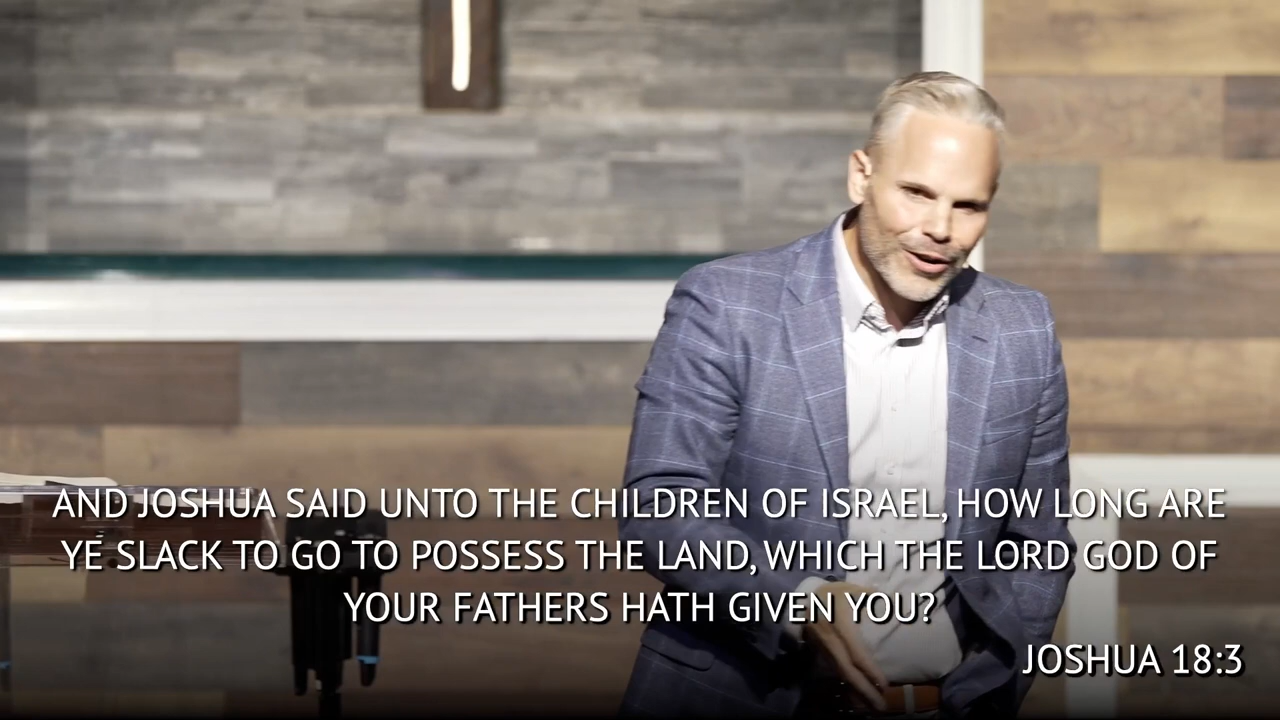 AND JOSHUA SAID UNTO THE CHILDREN OF ISRAEL, HOW LONG ARE
YE SLACK TO GO TO POSSESS THE LAND, WHICH THE LORD GOD OF
YOUR FATHERS HATH GIVEN YOU?
JOSHUA 18:3